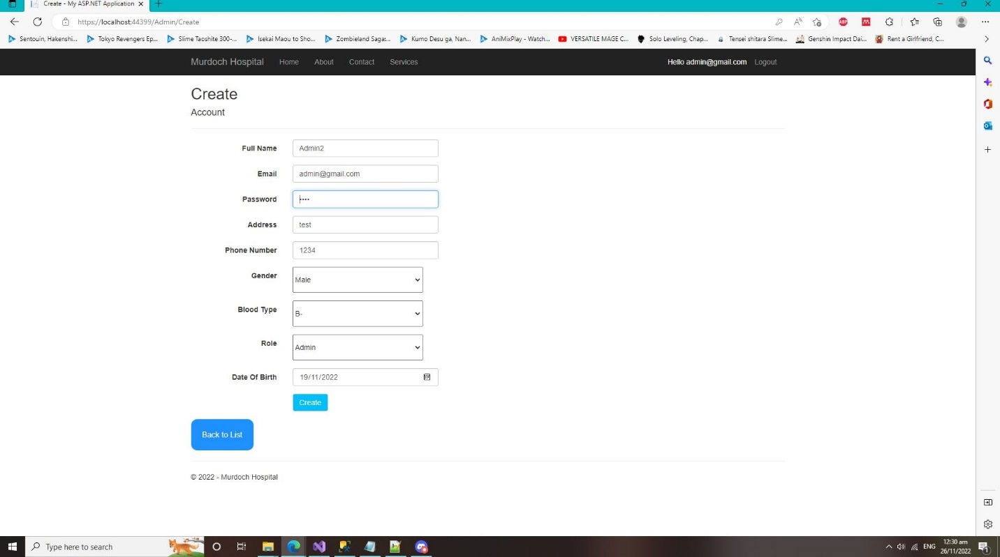 Create - My ASP.NET Application
https://localhost:44399/Admin/Create
Sentouin, Hakenshi... Tokyo Revengers Ep... Slime Taoshite 300-... Isekai Maou to Sho... Zombieland Saga:... Kumo Desu ga, Nan... AniMixPlay - Watch... VERSATILE MAGE C... Solo Leveling, Chap... Tensei shitara Slime... Genshin Impact Dai... Rent a Girlfriend, C...
Murdoch Hospital Home About Contact Services Hello admin@gmail.com Logout
Create
Account
Full Name Admin2
Email admin@gmail.com
Password ••••
Address test
Phone Number 1234
Gender Male
Blood Type B-
Role Admin
Date Of Birth 19/11/2022
Create
Back to List
© 2022 - Murdoch Hospital
Type here to search
ENG
12:30 am
26/11/2022
1